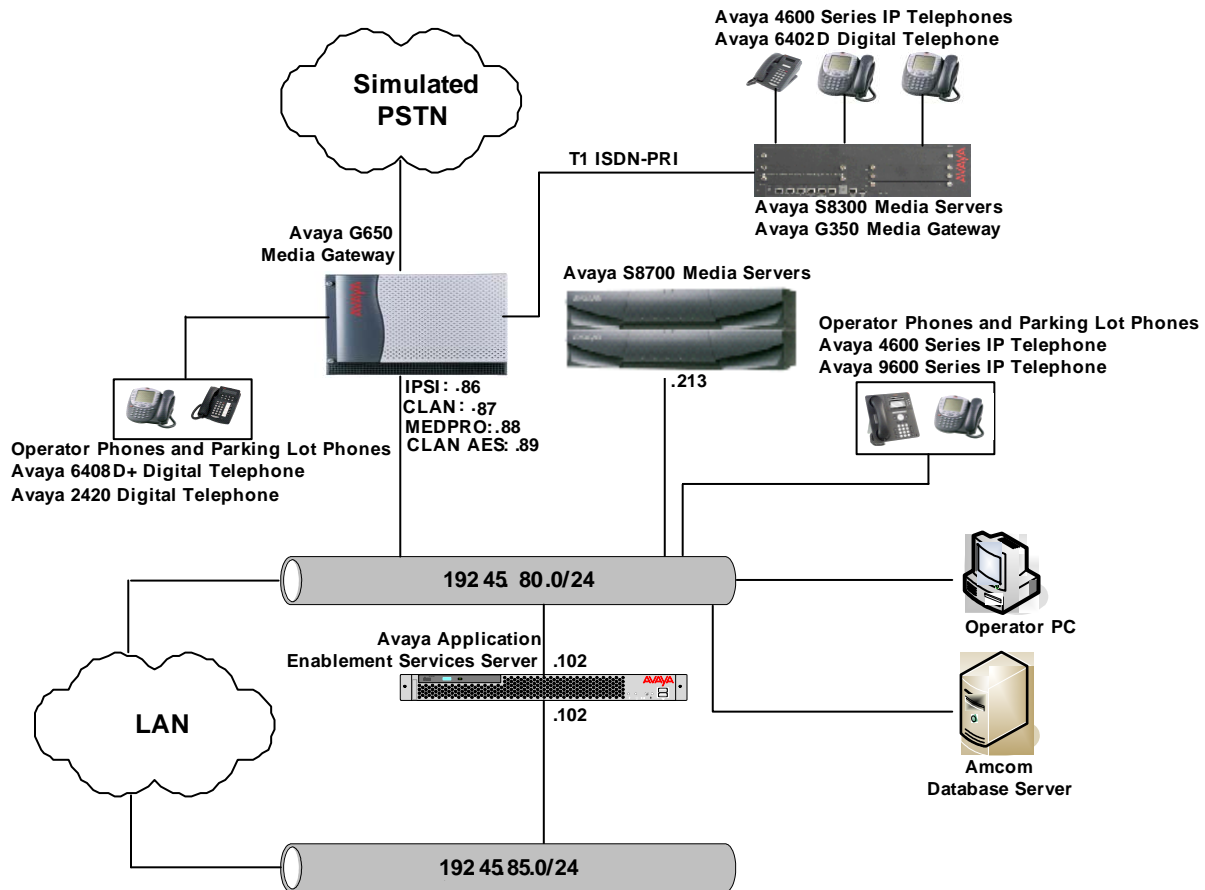 Avaya 4600 Series IP Telephones
Avaya 6402D Digital Telephone
Simulated
PSTN
T1 ISDN-PRI
AVAYA
Avaya S8300 Media Servers
Avaya G350 Media Gateway
Avaya G650
Media Gateway
AVAYA
Avaya S8700 Media Servers
Operator Phones and Parking Lot Phones
Avaya 4600 Series IP Telephone
Avaya 9600 Series IP Telephone
.213
IPSI: .86
CLAN: .87
MEDPRO:.88
CLAN AES: .89
Operator Phones and Parking Lot Phones
Avaya 6408D+ Digital Telephone
Avaya 2420 Digital Telephone
192 45. 80.0/24
Operator PC
Avaya Application
Enablement Services Server
.102
AVAYA
.102
LAN
Amcom
Database Server
192 45.85.0/24